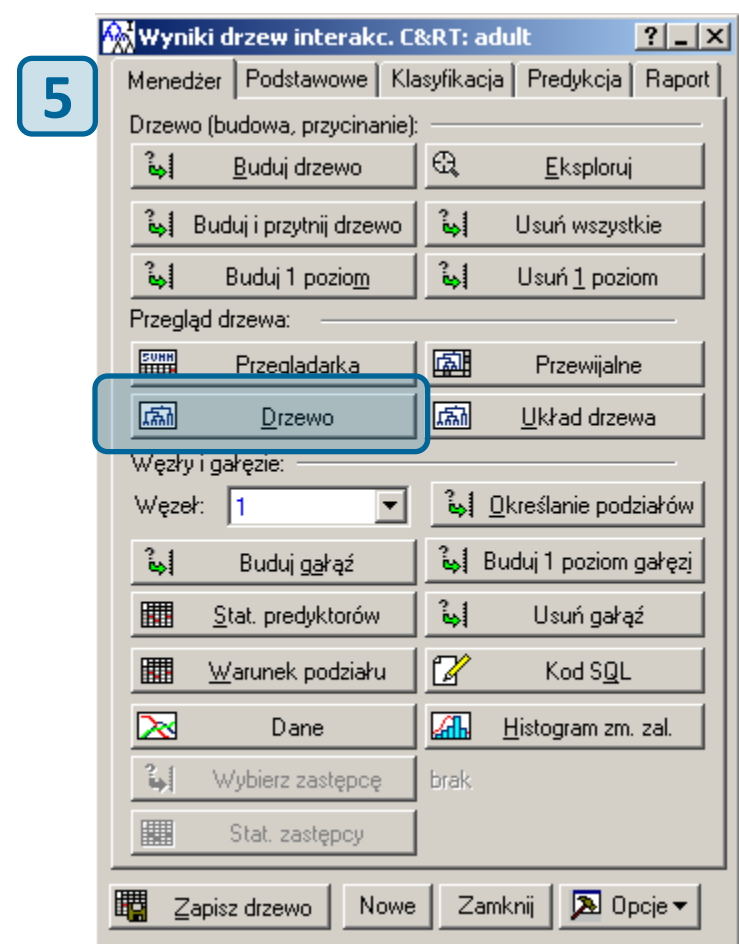 Wyniki drzew interakc. C&RT: adult
5
Menedżer Podstawowe Klasyfikacja Predykcja Raport
Drzewo (budowa, przycinanie):
Buduj drzewo Eksploruj
Buduj i przytnij drzewo Usuń wszystkie
Buduj 1 poziom Usuń 1 poziom
Przegląd drzewa:
SUMM Przeglądarka Przewijalne
Drzewo Układ drzewa
Węzły i gałęzie:
Węzeł: 1 Określanie podziałów
Buduj gałąź Buduj 1 poziom gałęzi
Stat. predyktorów Usuń gałąź
Warunek podziału Kod SQL
Dane Histogram zm. zal.
Wybierz zastępcę brak
Stat. zastępcy
Zapisz drzewo Nowe Zamknij Opcje